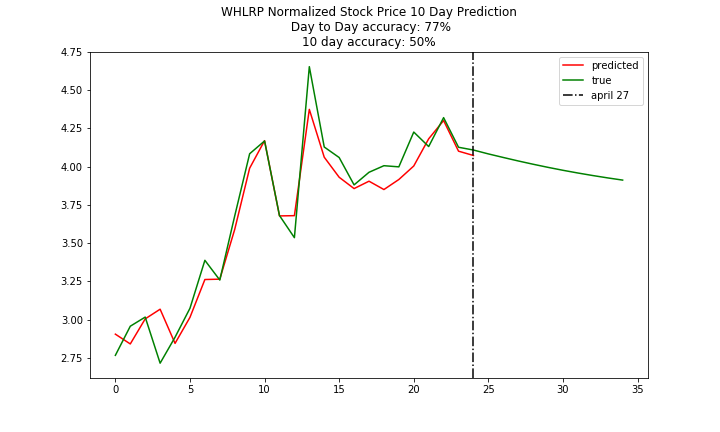 WHLRP Normalized Stock Price 10 Day Prediction
Day to Day accuracy: 77%
10 day accuracy: 50%
4.75
4.50
4.25
4.00
3.75
3.50
3.25
3.00
2.75
predicted
true
april 27
0 5 10 15 20 25 30 35